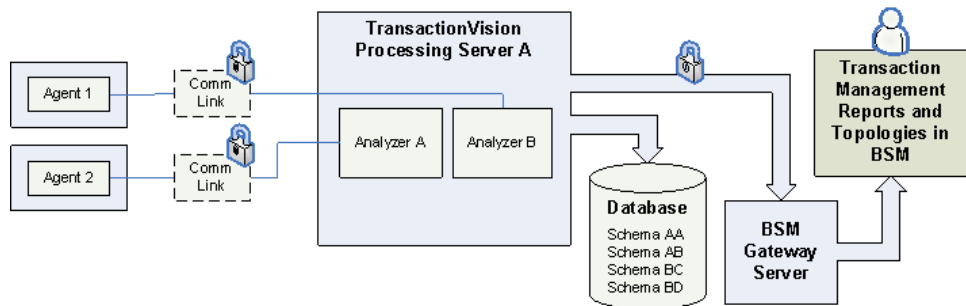 TransactionVision
Processing Server A
Agent 1
Comm
Link
Analyzer A
Analyzer B
Agent 2
Comm
Link
Database
Schema AA
Schema AB
Schema BC
Schema BD
BSM
Gateway
Server
Transaction
Management
Reports and
Topologies in
BSM